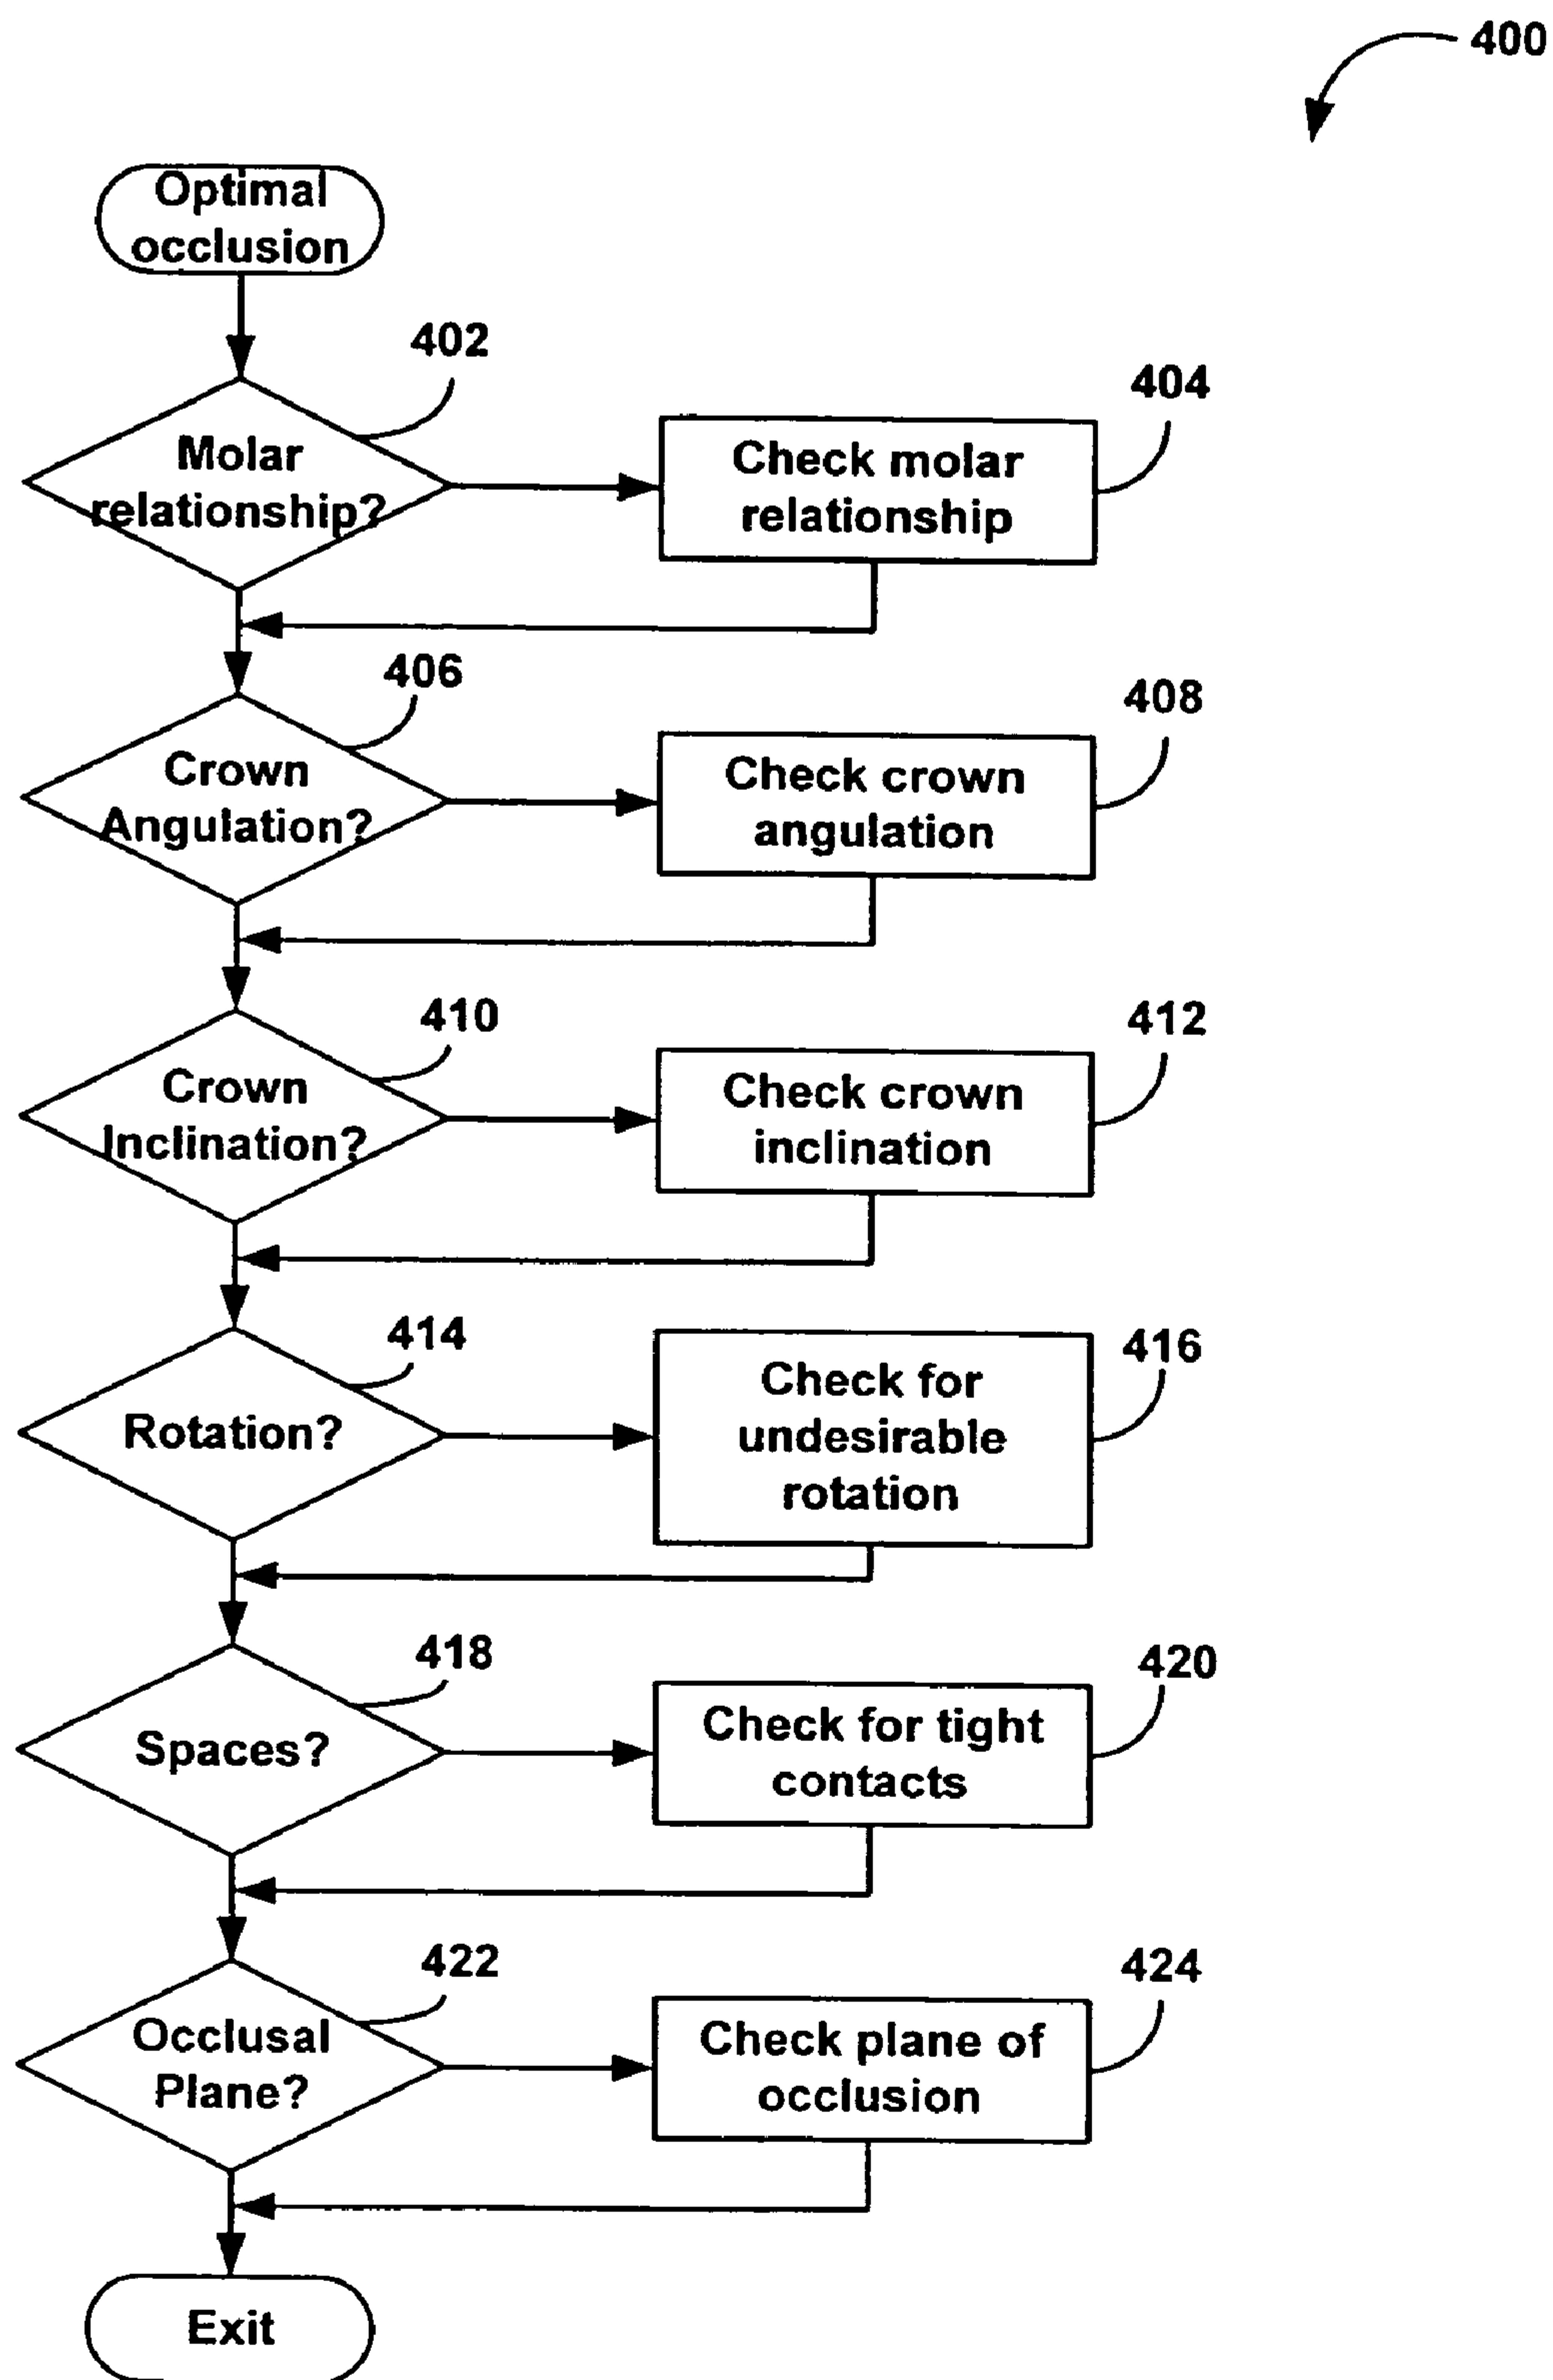 400
Optimal
occlusion
402
404
Molar
relationship?
Check molar
relationship
406
408
Crown
Angulation?
Check crown
angulation
410
412
Crown
Inclination?
Check crown
inclination
414
416
Rotation?
Check for
undesirable
rotation
418
420
Spaces?
Check for tight
contacts
422
424
Occlusal
Plane?
Check plane of
occlusion
Exit